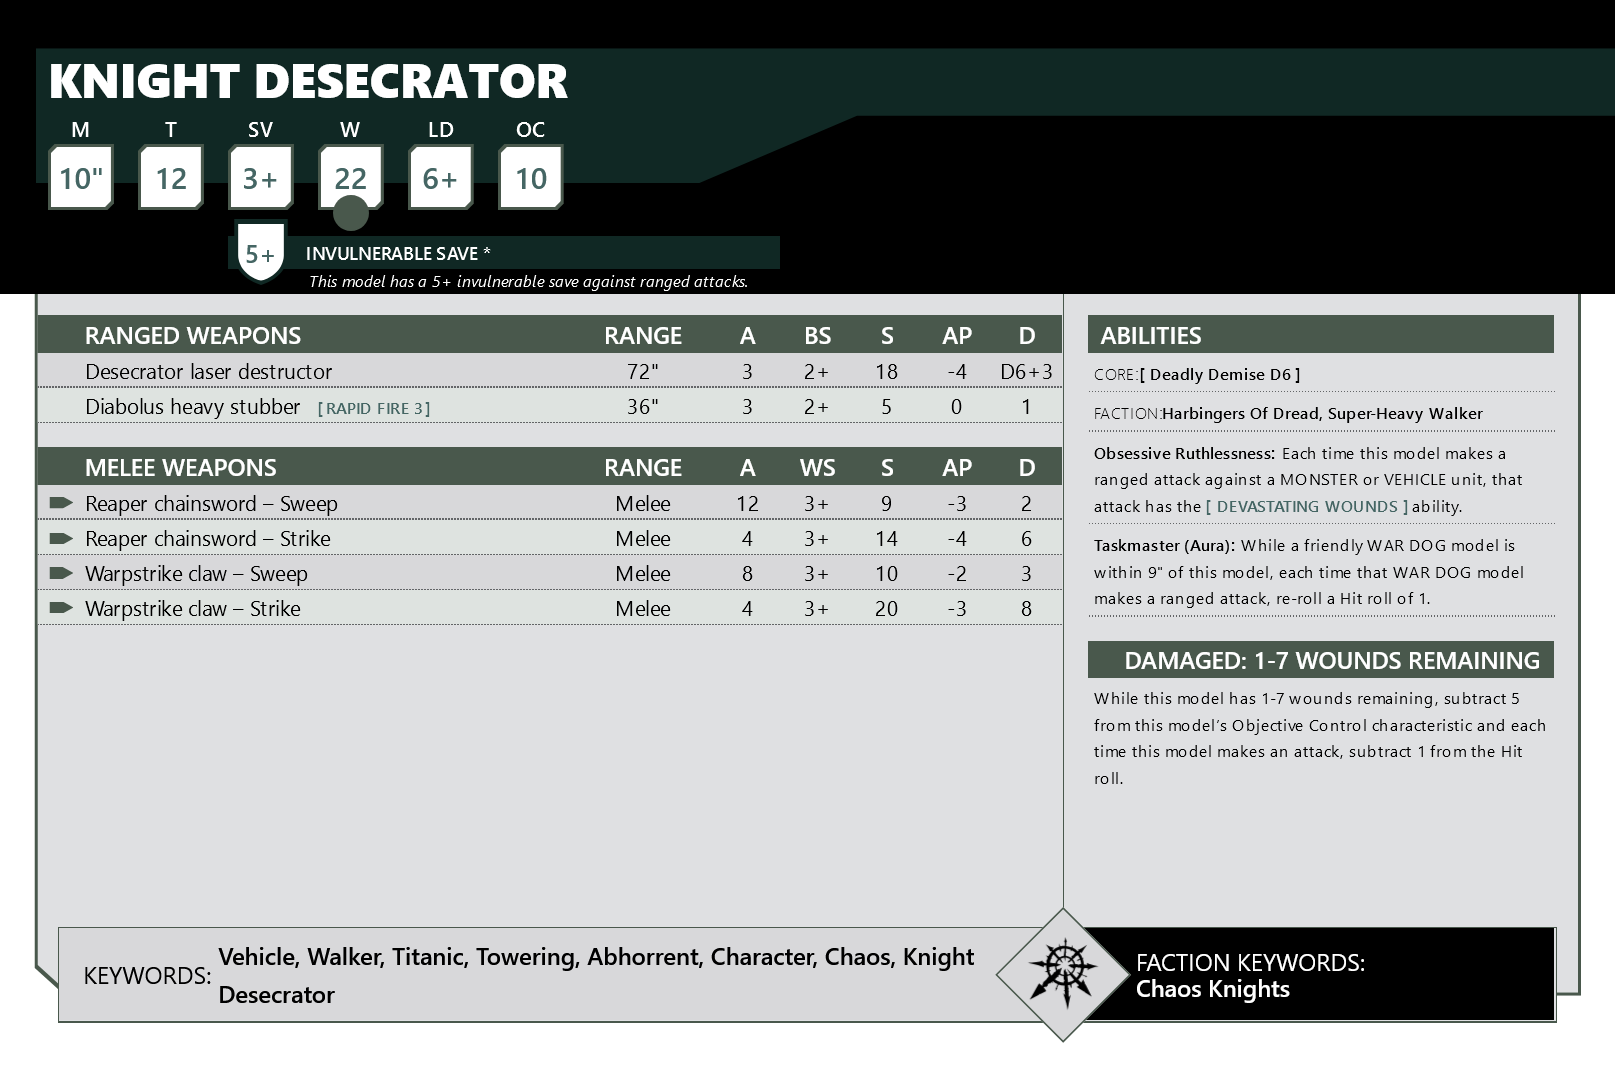 KNIGHT DESECRATOR
M T SV W LD OC
10" 12 3+ 22 6+ 10
5+ INVULNERABLE SAVE *
This model has a 5+ invulnerable save against ranged attacks.
RANGED WEAPONS RANGE A BS S AP D
Desecrator laser destructor 72" 3 2+ 18 -4 D6+3
Diabolus heavy stubber [ RAPID FIRE 3 ] 36" 3 2+ 5 0 1
MELEE WEAPONS RANGE A WS S AP D
Reaper chainsword – Sweep Melee 12 3+ 9 -3 2
Reaper chainsword – Strike Melee 4 3+ 14 -4 6
Warpstrike claw – Sweep Melee 8 3+ 10 -2 3
Warpstrike claw – Strike Melee 4 3+ 20 -3 8
ABILITIES
CORE:[ Deadly Demise D6 ]
FACTION:Harbingers Of Dread, Super-Heavy Walker
Obsessive Ruthlessness: Each time this model makes a
ranged attack against a MONSTER or VEHICLE unit, that
attack has the [ DEVASTATING WOUNDS ] ability.
Taskmaster (Aura): While a friendly WAR DOG model is
within 9" of this model, each time that WAR DOG model
makes a ranged attack, re-roll a Hit roll of 1.
DAMAGED: 1-7 WOUNDS REMAINING
While this model has 1-7 wounds remaining, subtract 5
from this model’s Objective Control characteristic and each
time this model makes an attack, subtract 1 from the Hit
roll.
KEYWORDS: Vehicle, Walker, Titanic, Towering, Abhorrent, Character, Chaos, Knight
Desecrator
FACTION KEYWORDS:
Chaos Knights